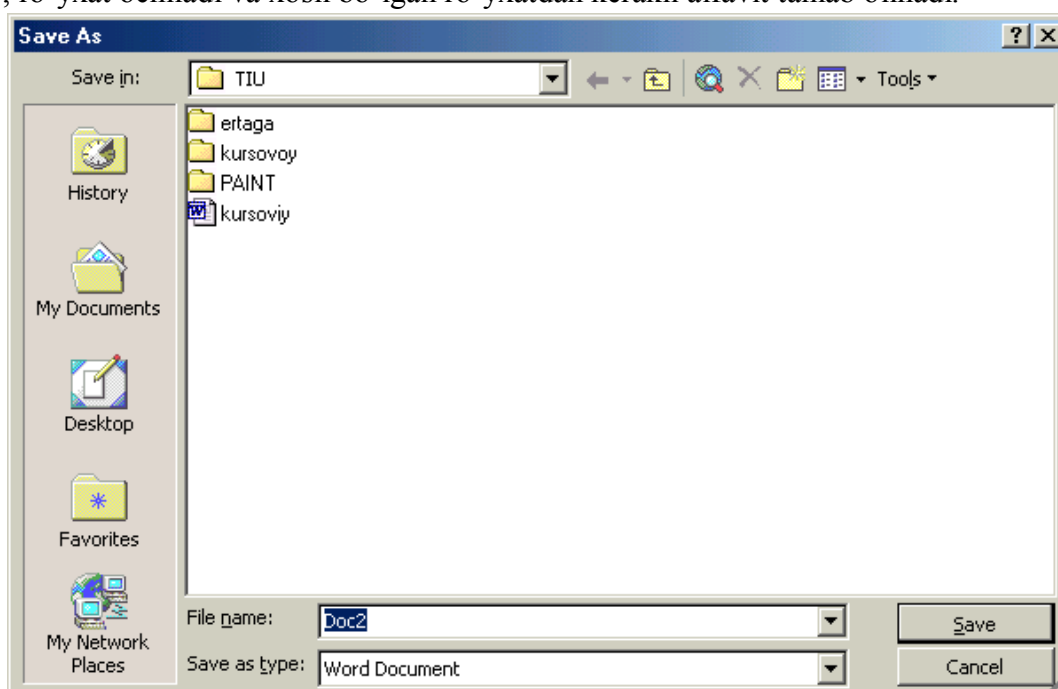 Save As
Save in: TIU Tools
ertaga
kursovoy
PAINT
kursoviy
History
My Documents
Desktop
Favorites
My Network
Places
File name: Doc2 Save
Save as type: Word Document Cancel